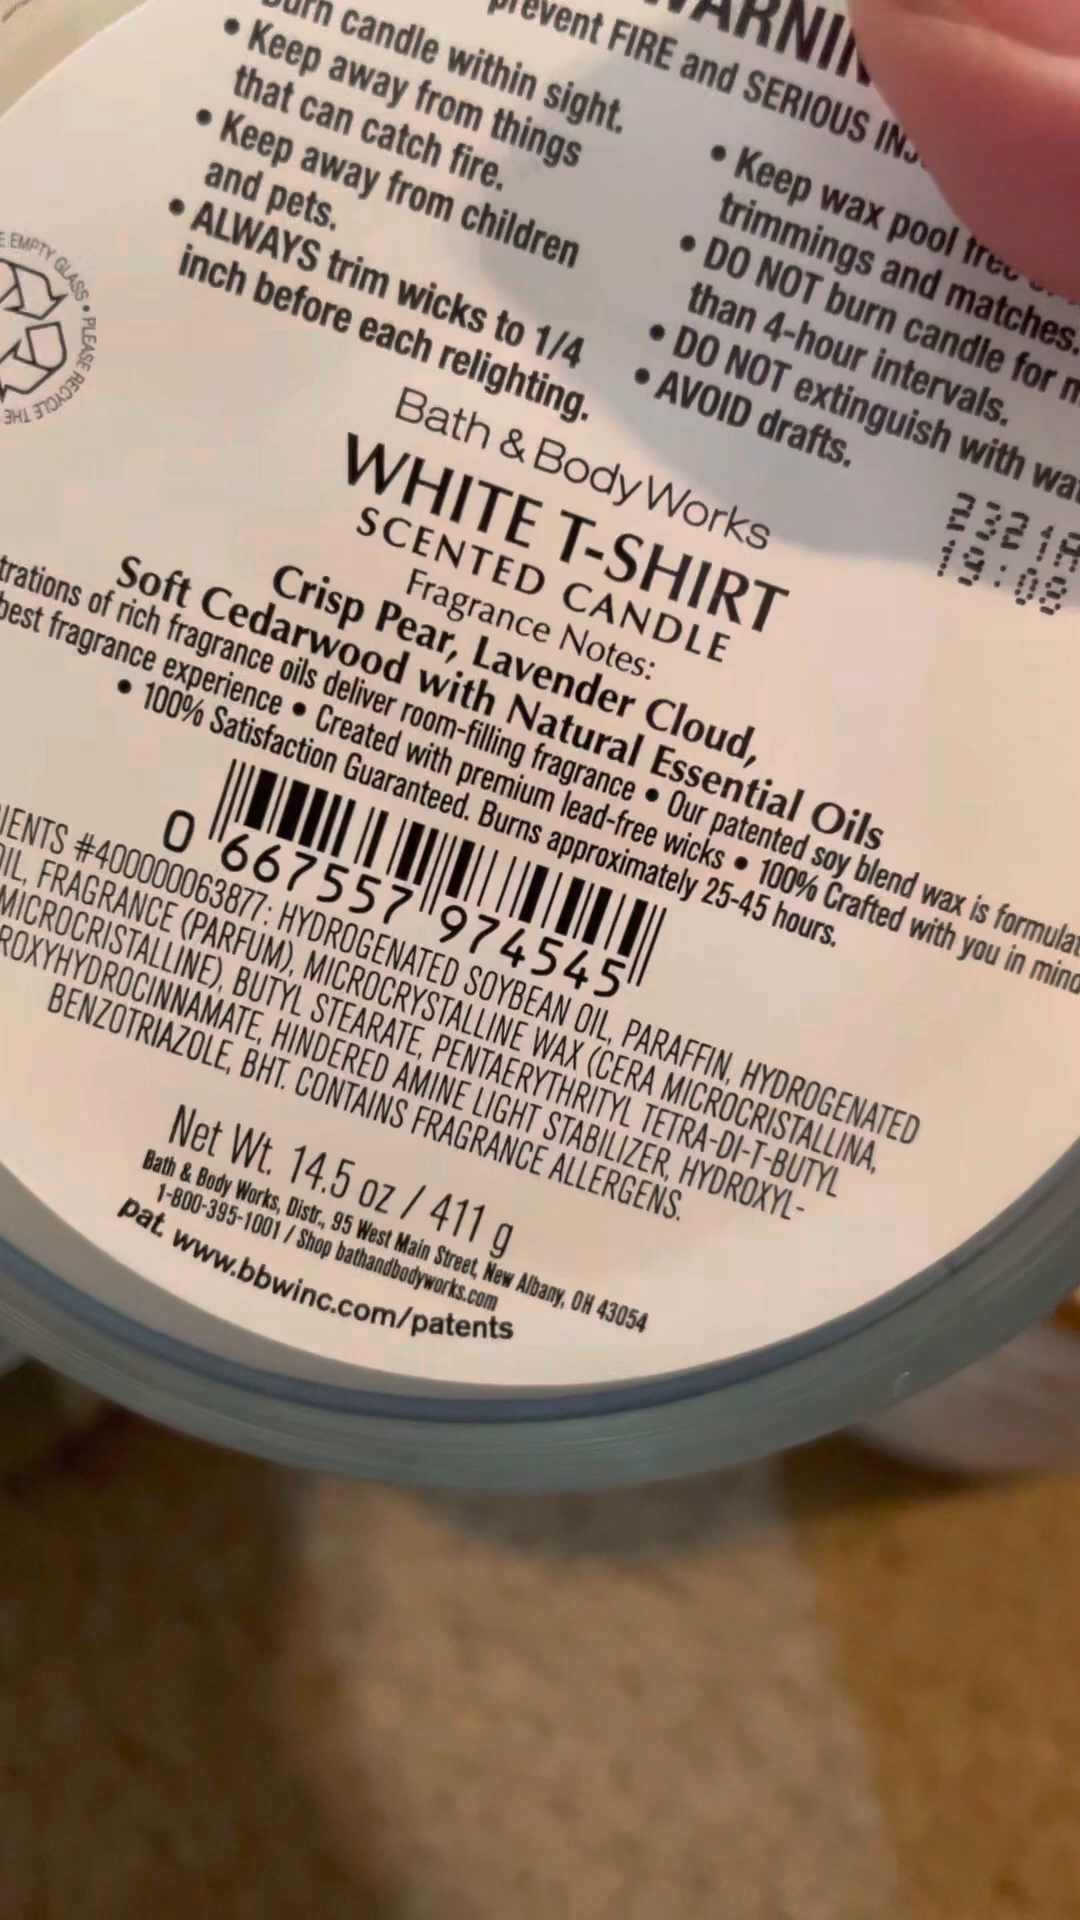 WARNIN
prevent FIRE and SERIOUS INJ
burn candle within sight.
• Keep away from things
that can catch fire.
• Keep away from children
and pets.
• ALWAYS trim wicks to 1/4
inch before each relighting.
• Keep wax pool free
trimmings and matches.
• DO NOT burn candle for m
than 4-hour intervals.
• DO NOT extinguish with wa
• AVOID drafts.
EMPTY GLASS • PLEASE RECYCLE THE
Bath & Body Works
WHITE T-SHIRT
SCENTED CANDLE
Fragrance Notes:
Crisp Pear, Lavender Cloud,
Soft Cedarwood with Natural Essential Oils
trations of rich fragrance oils deliver room-filling fragrance • Our patented soy blend wax is formulat
best fragrance experience • Created with premium lead-free wicks • 100% Crafted with you in mind
• 100% Satisfaction Guaranteed. Burns approximately 25-45 hours.
0 667557 974545
IENTS #400000063877: HYDROGENATED SOYBEAN OIL, PARAFFIN, HYDROGENATED
OIL, FRAGRANCE (PARFUM), MICROCRYSTALLINE WAX (CERA MICROCRISTALLINA,
MICROCRISTALLINE), BUTYL STEARATE, PENTAERYTHRITYL TETRA-DI-T-BUTYL
ROXYHYDROCINNAMATE, HINDERED AMINE LIGHT STABILIZER, HYDROXYL-
BENZOTRIAZOLE, BHT. CONTAINS FRAGRANCE ALLERGENS.
Net Wt. 14.5 oz / 411 g
Bath & Body Works, Distr., 95 West Main Street, New Albany, OH 43054
1-800-395-1001 / Shop bathandbodyworks.com
pat. www.bbwinc.com/patents